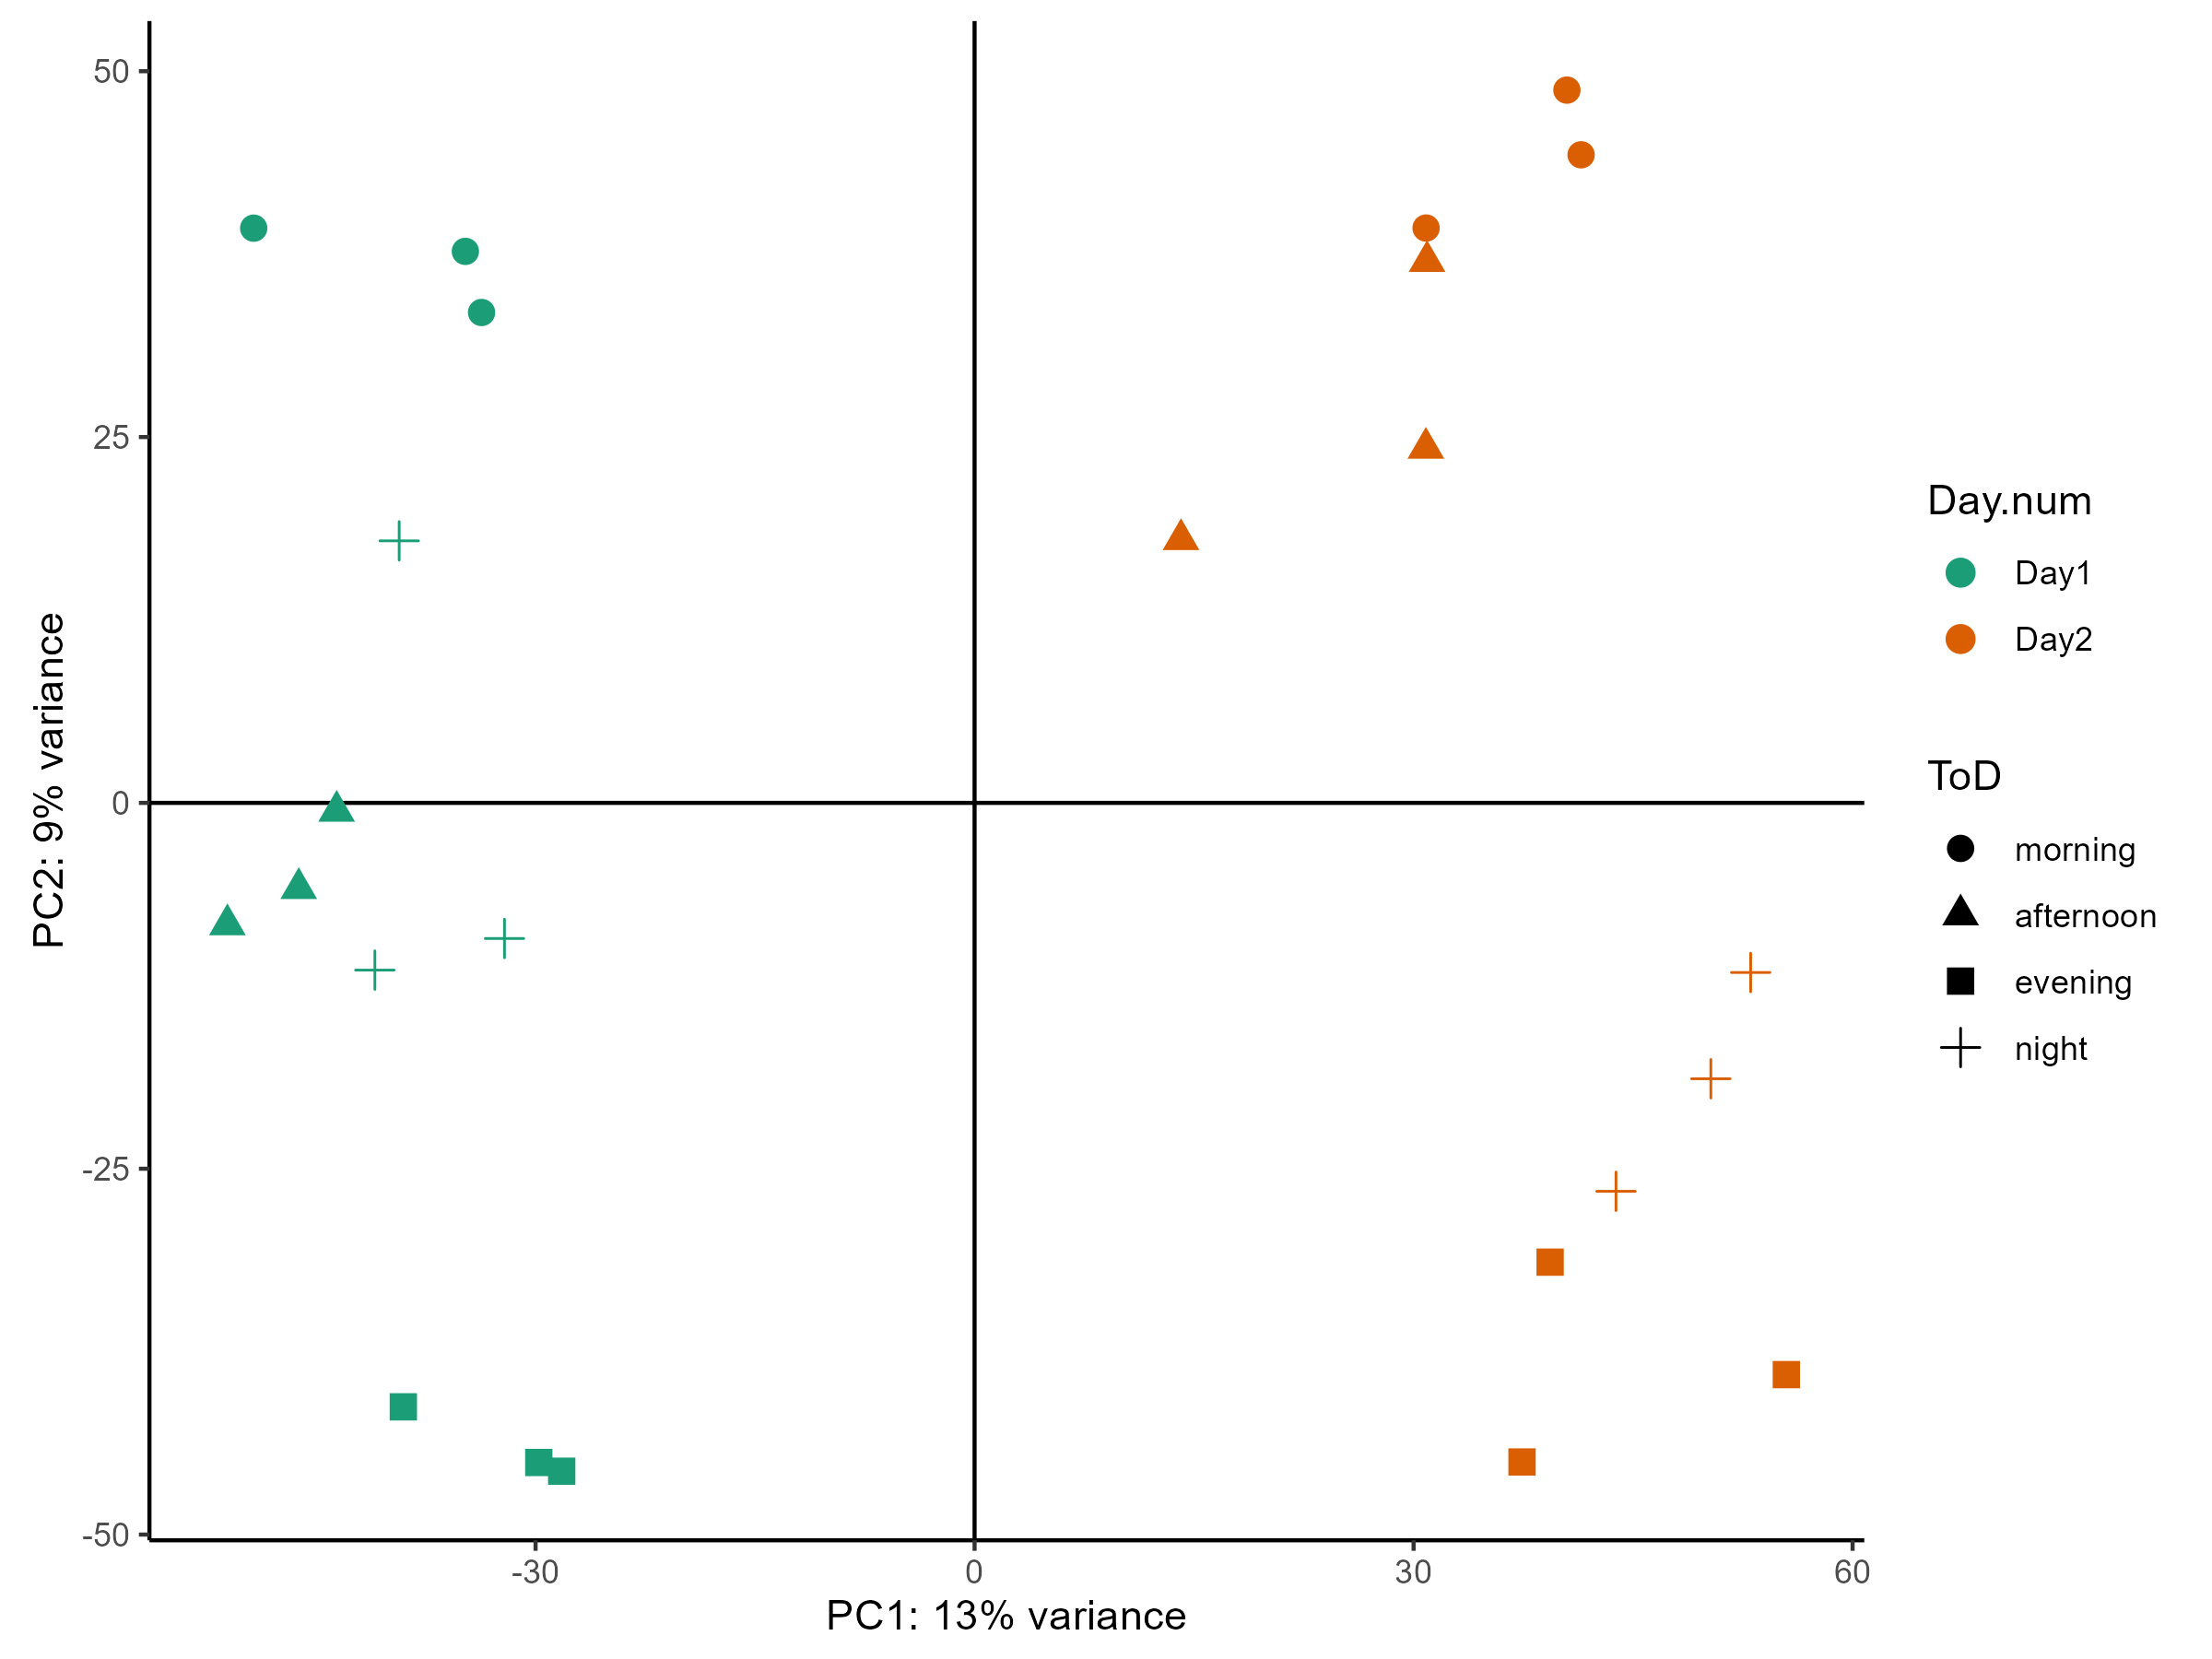 50
25
0
-25
-50
PC2: 9% variance
-30
0
30
60
PC1: 13% variance
Day.num
Day1
Day2
ToD
morning
afternoon
evening
night